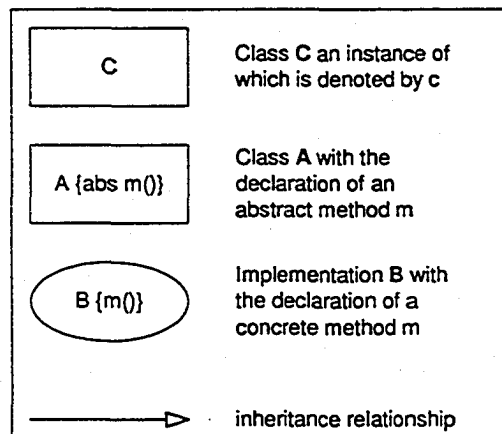 C
Class C an instance of
which is denoted by c
A {abs m()}
Class A with the
declaration of an
abstract method m
B {m()}
Implementation B with
the declaration of a
concrete method m
inheritance relationship